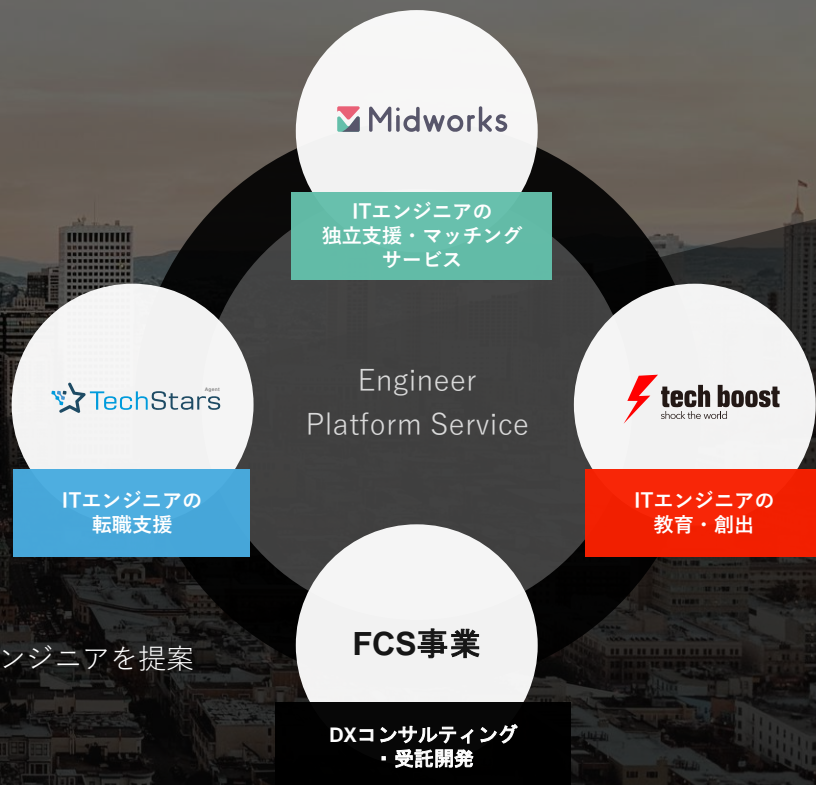 Midworks
ITエンジニアの
独立支援・マッチング
サービス
Agent
TechStars
ITエンジニアの
転職支援
Engineer
Platform Service
tech boost
shock the world
ITエンジニアの
教育・創出
ンジニアを提案
FCS事業
DXコンサルティング
・受託開発